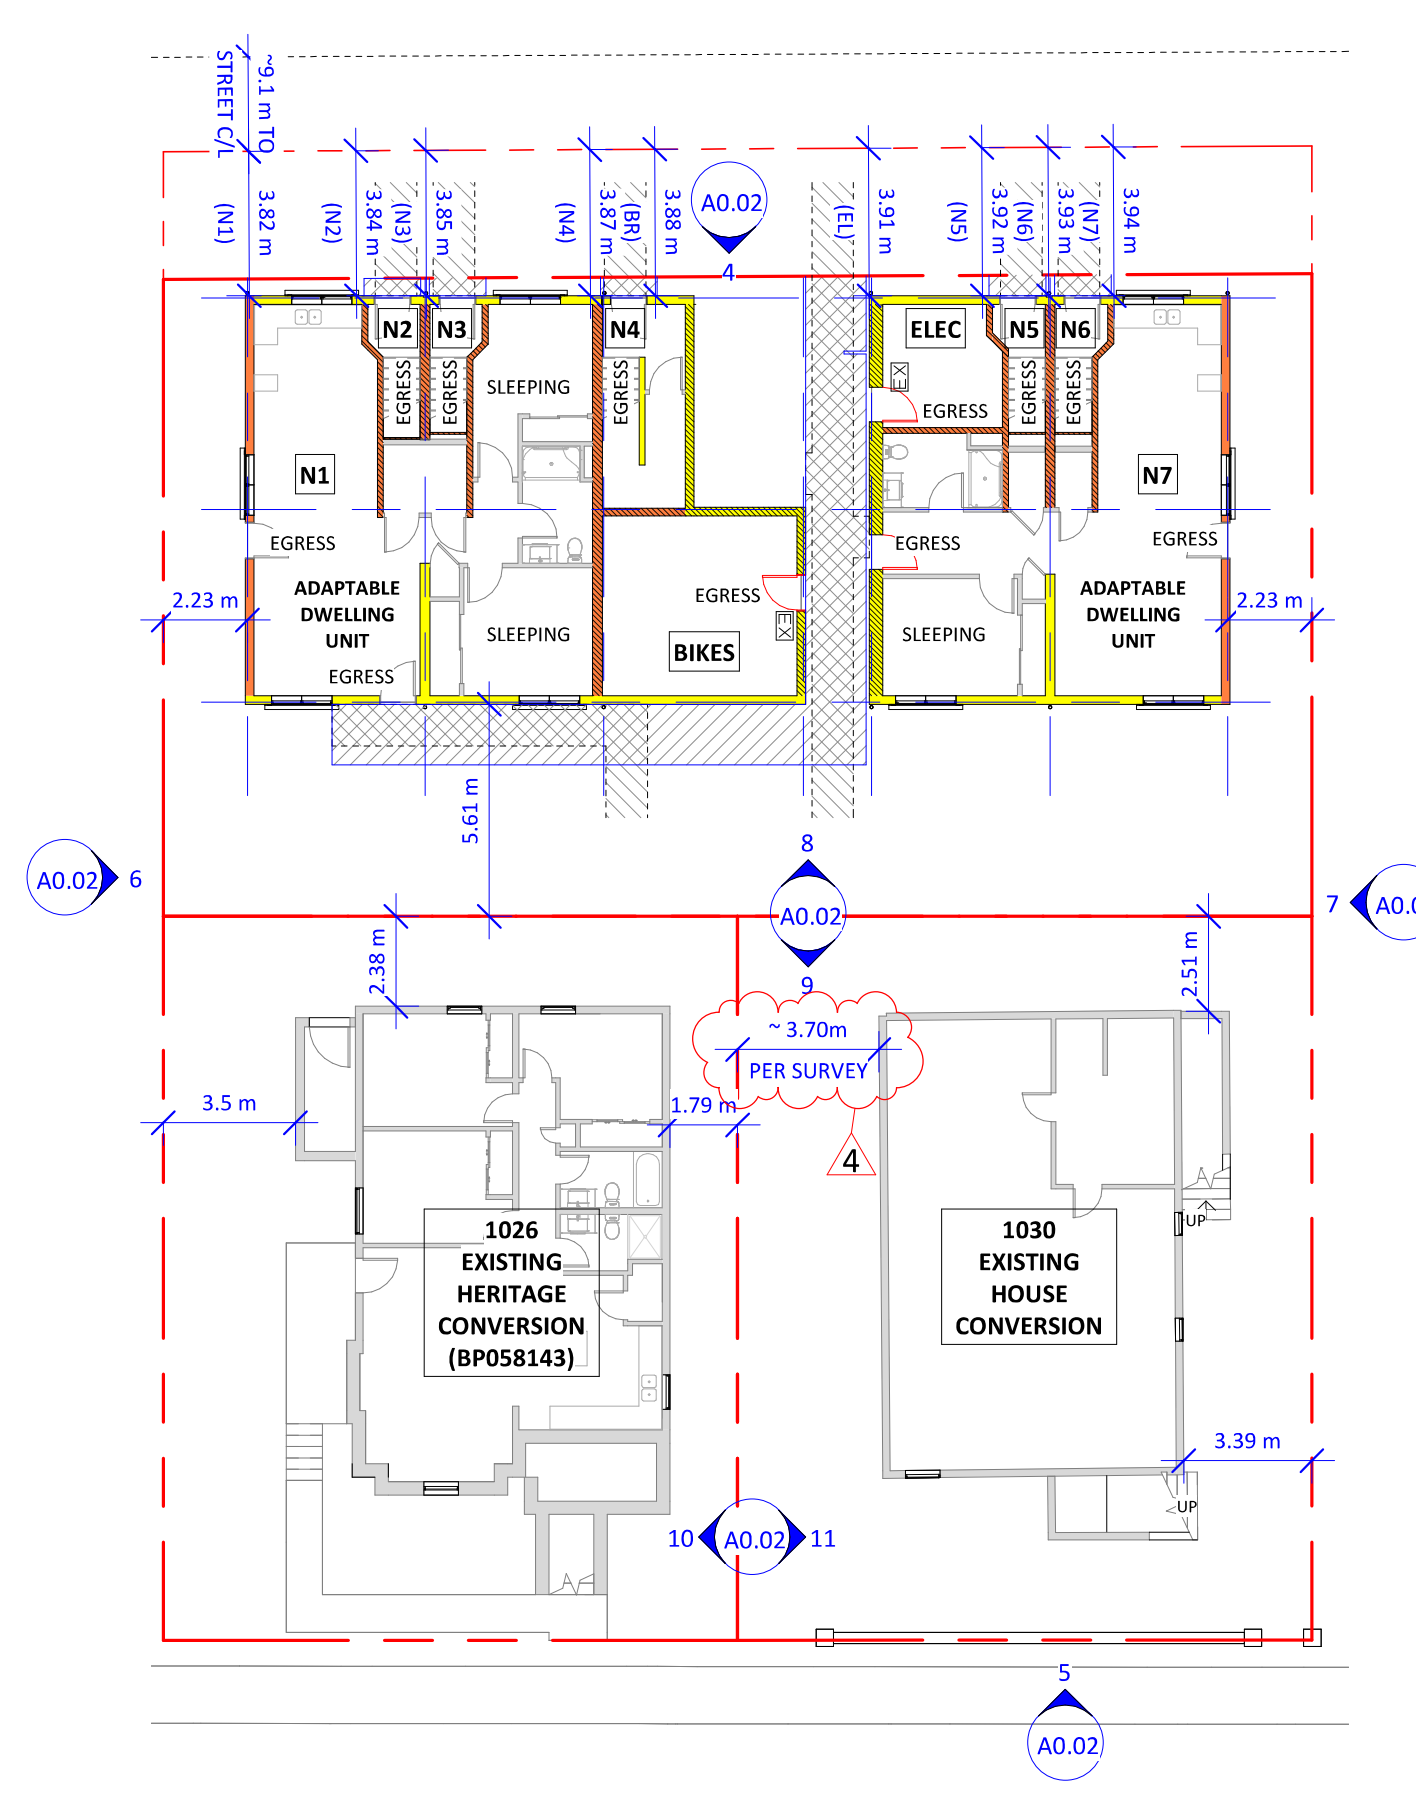 ~9.1 m TO
STREET C/L
3.82 m
(N1)
3.84 m
(N2)
3.85 m
(N3)
3.87 m
(N4)
3.88 m
(BR)
3.91 m
(EL)
3.92 m
(N5)
3.93 m
(N6)
3.94 m
(N7)
A0.02
4
N2
N3
N4
ELEC
N5
N6
EGRESS
EGRESS
EGRESS
EGRESS
EGRESS
SLEEPING
EX
EGRESS
N1
N7
EGRESS
EGRESS
EGRESS
ADAPTABLE
DWELLING
UNIT
ADAPTABLE
DWELLING
UNIT
EGRESS
2.23 m
2.23 m
SLEEPING
SLEEPING
EX
BIKES
EGRESS
5.61 m
8
A0.02
9
A0.02
6
7
A0.0
2.38 m
2.51 m
~ 3.70m
PER SURVEY
4
3.5 m
1.79 m
UP
1026
EXISTING
HERITAGE
CONVERSION
(BP058143)
1030
EXISTING
HOUSE
CONVERSION
3.39 m
UP
10
A0.02
11
5
A0.02